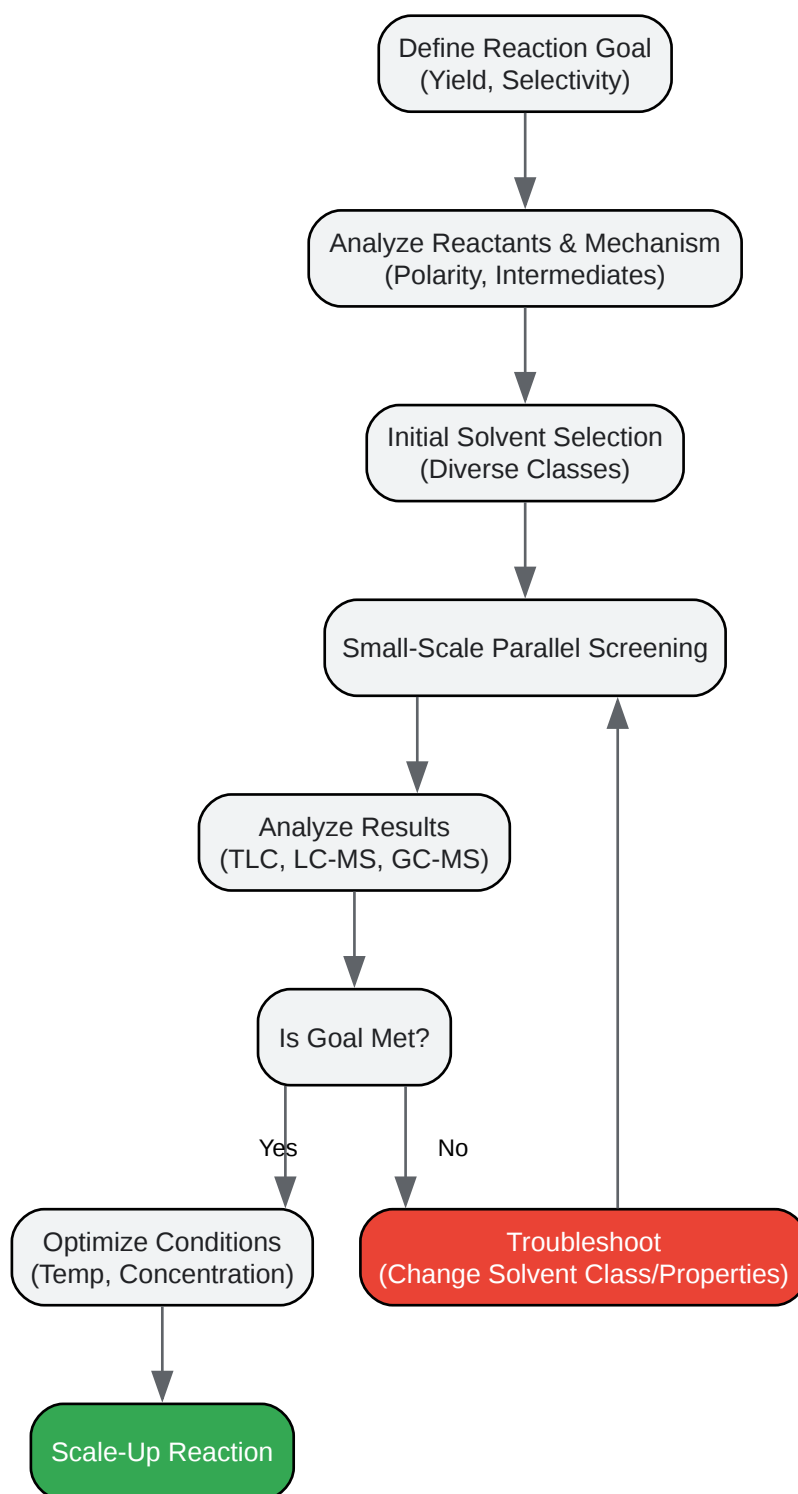 Define Reaction Goal
(Yield, Selectivity)
Analyze Reactants & Mechanism
(Polarity, Intermediates)
Initial Solvent Selection
(Diverse Classes)
Small-Scale Parallel Screening
Analyze Results
(TLC, LC-MS, GC-MS)
Is Goal Met?
Yes
No
Optimize Conditions
(Temp, Concentration)
Troubleshoot
(Change Solvent Class/Properties)
Scale-Up Reaction